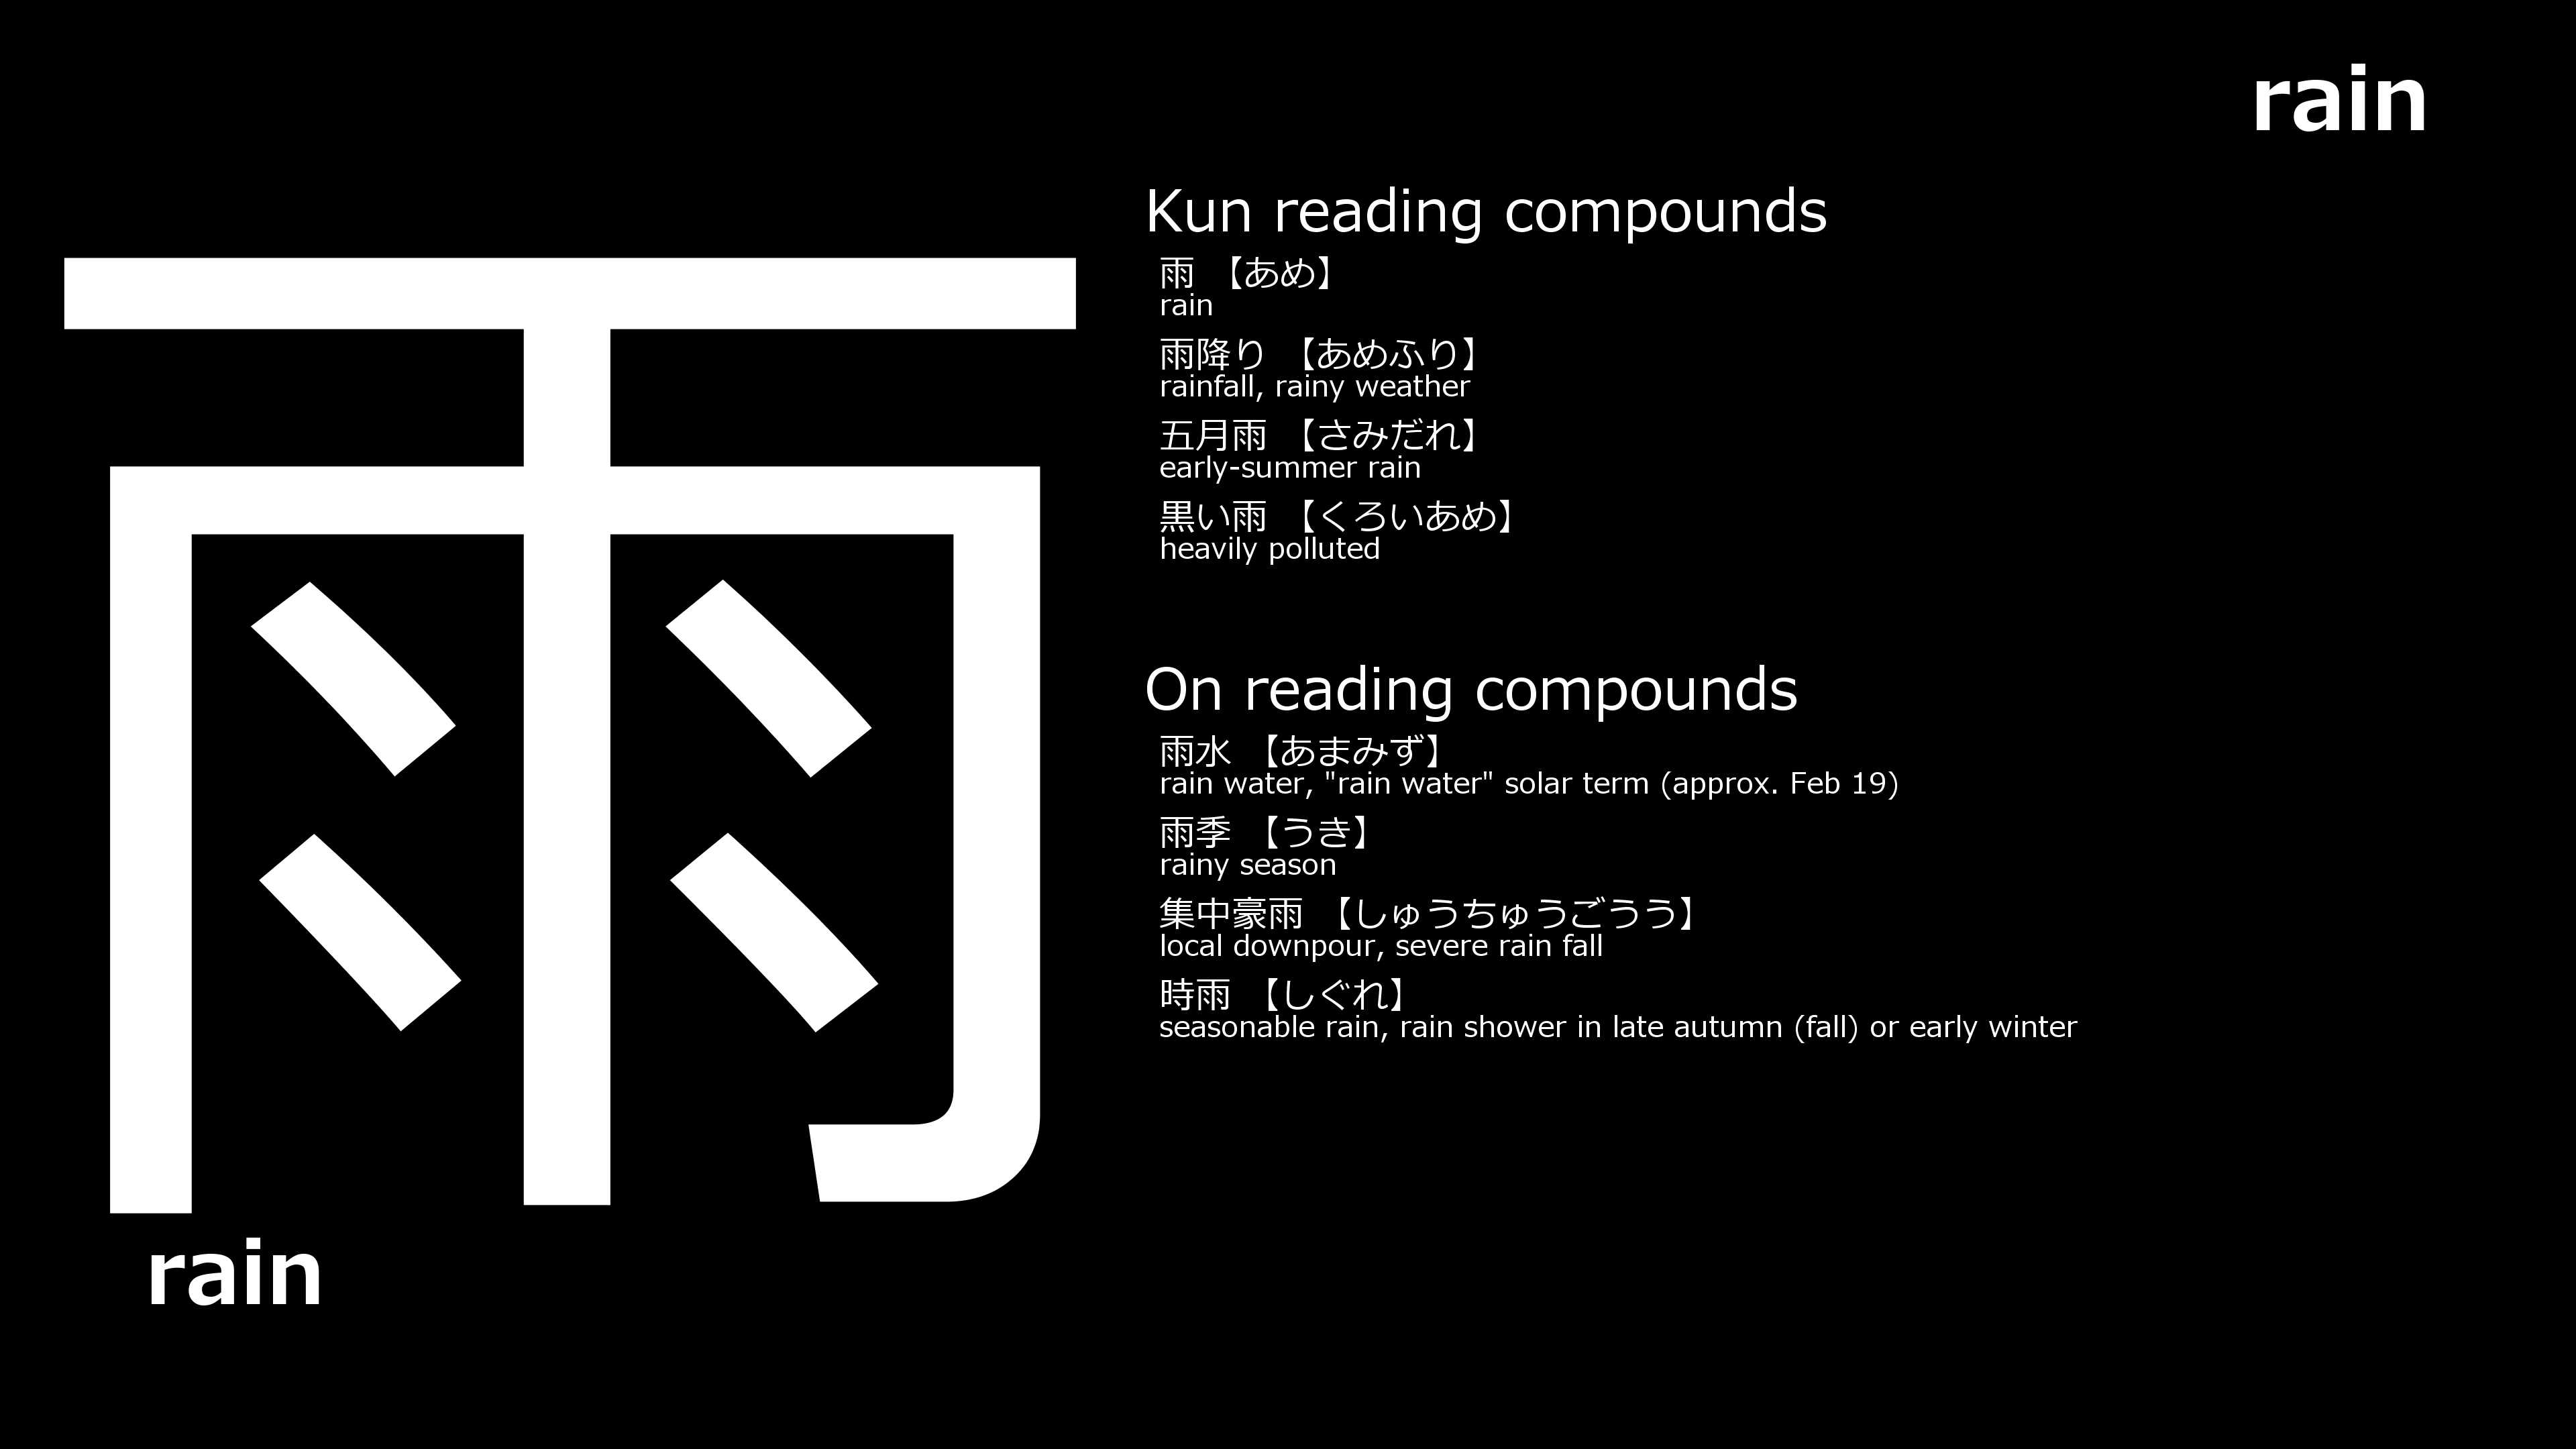 rain
雨
rain
Kun reading compounds
雨 【あめ】
rain
雨降り 【あめふり】
rainfall, rainy weather
五月雨 【さみだれ】
early-summer rain
黒い雨 【くろいあめ】
heavily polluted
On reading compounds
雨水 【あまみず】
rain water, "rain water" solar term (approx. Feb 19)
雨季 【うき】
rainy season
集中豪雨 【しゅうちゅうごうう】
local downpour, severe rain fall
時雨 【しぐれ】
seasonable rain, rain shower in late autumn (fall) or early winter